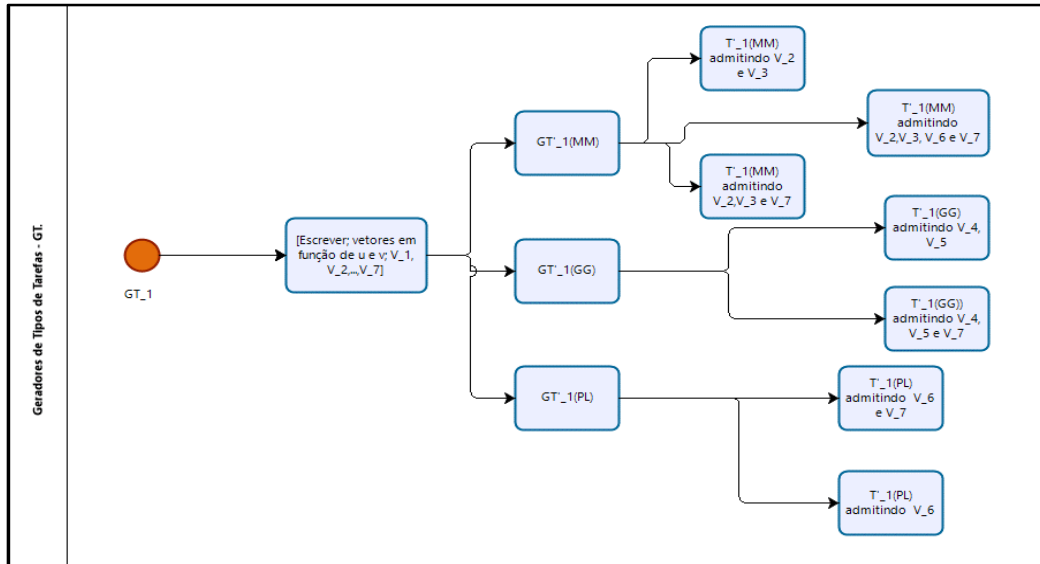 Geradores de Tipos de Tarefas - GT.
GT_1
[Escrever; vetores em
função de u e v; V_1,
V_2,..,V_7]
GT'_1(MM)
T'_1(MM)
admitindo V_2
e V_3
T'_1(MM)
admitindo
V_2,V_3, V_6 e V_7
T'_1(MM)
admitindo
V_2,V_3 e V_7
GT'_1(GG)
T'_1(GG)
admitindo V_4,
V_5
T'_1(GG))
admitindo V_4,
V_5 e V_7
GT'_1(PL)
T'_1(PL)
admitindo V_6
e V_7
T'_1(PL)
admitindo V_6